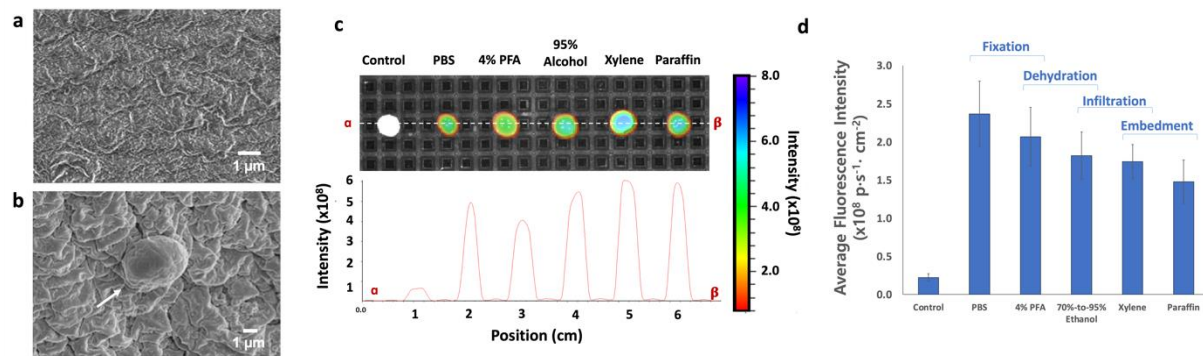 a
1 µm
b
1 µm
c
Control
PBS
4% PFA
95%
Alcohol
Xylene
Paraffin
α
β
8.0
6.0
4.0
2.0
Intensity (x10⁸)
Intensity (x10⁸)
6
5
4
3
2
1
α
β
0.0
1
2
3
4
5
6
Position (cm)
d
Fixation
Dehydration
Infiltration
Embedment
Average Fluorescence Intensity
(x10⁸ p·s⁻¹· cm⁻²)
3.0
2.5
2.0
1.5
1.0
0.5
0.0
Control
PBS
4% PFA
70%-to-95%
Ethanol
Xylene
Paraffin